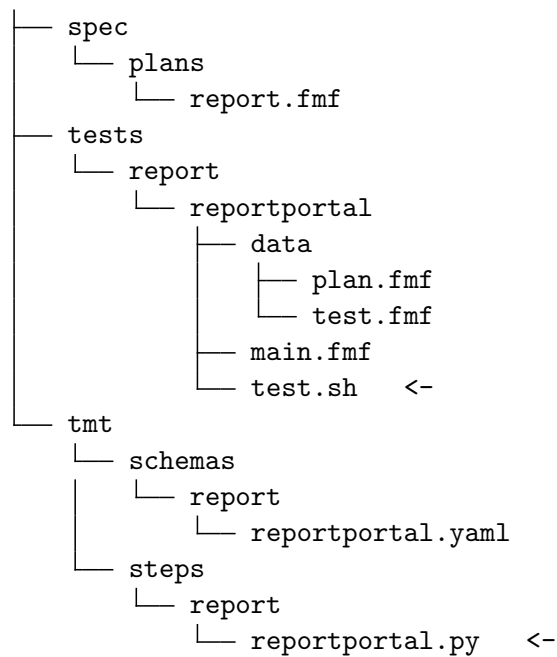 ├── spec
│   └── plans
│       └── report.fmf
├── tests
│   └── report
│       └── reportportal
│           ├── data
│           │   ├── plan.fmf
│           │   └── test.fmf
│           ├── main.fmf
│           └── test.sh   <-
└── tmt
    └── schemas
    │   └── report
    │       └── reportportal.yaml
    └── steps
        └── report
            └── reportportal.py   <-